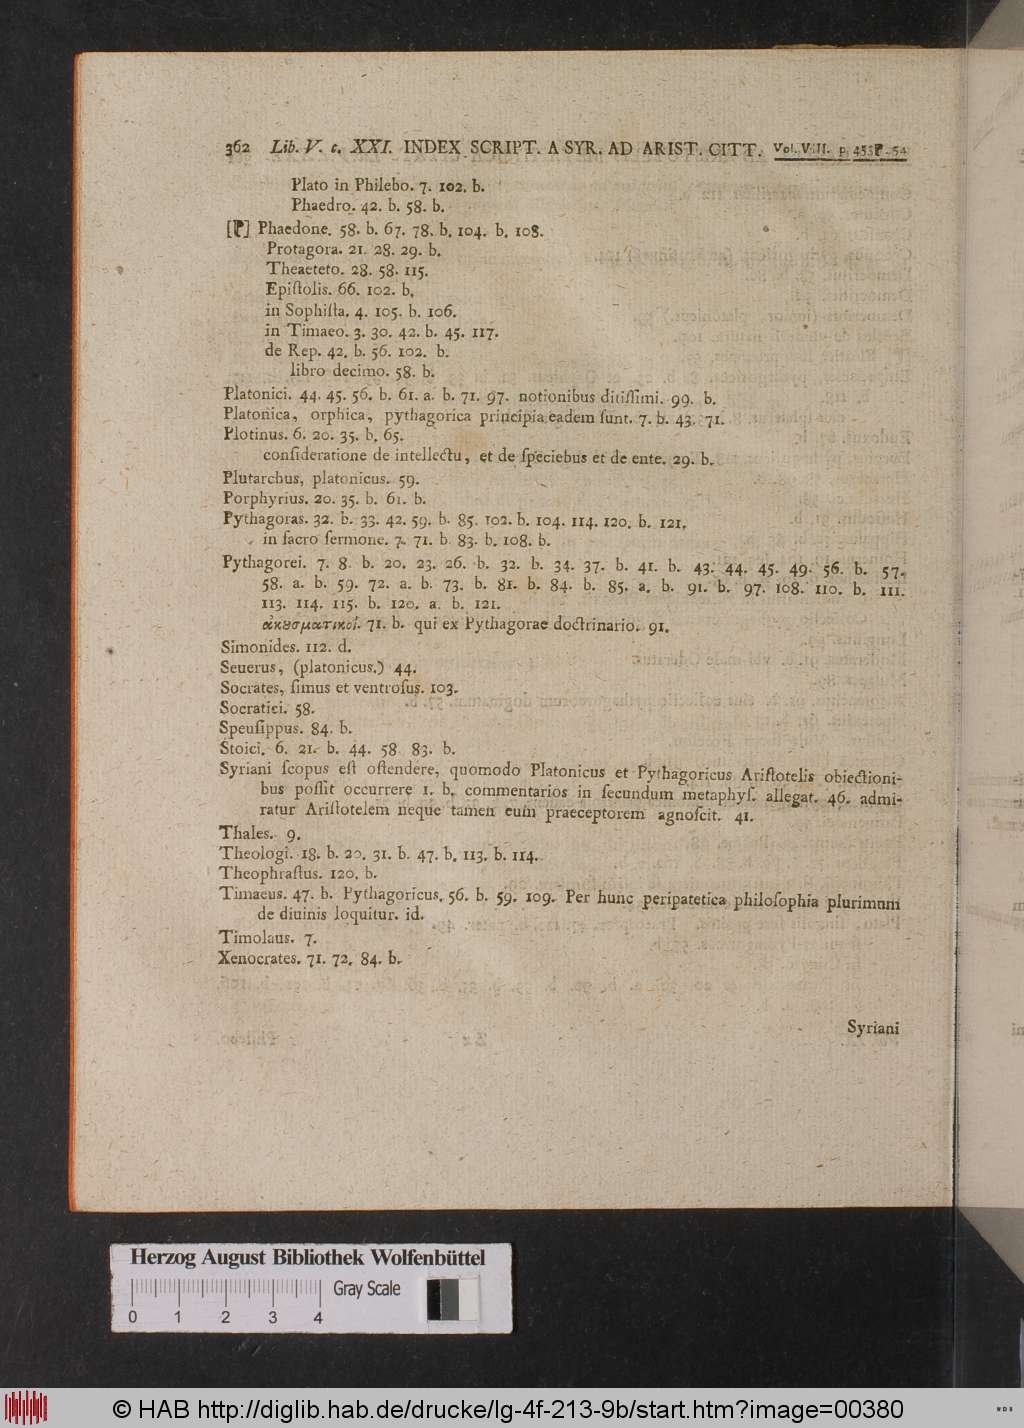 362 Lib. V. c. XXI. INDEX SCRIPT. A SYR. AD ARIST. CITT. Vol. VIII. p. 453
Plato in Philebo. 7. 102. b.
Phaedro. 42. b. 58. b.
[P] Phaedone. 58. b. 67. 78. b. 104. b. 108.
Protagora. 21. 28. 29. b.
Theaeteto. 28. 58. 115.
Epiſtolis. 66. 102. b.
in Sophiſta. 4. 105. b. 106.
in Timaeo. 3. 30. 42. b. 45. 117.
de Rep. 42. b. 56. 102. b.
libro decimo. 58. b.
Platonici. 44. 45. 56. b. 61. a. b. 71. 97. notionibus ditiſſimi. 99. b.
Platonica, orphica, pythagorica principia eadem ſunt. 7. b. 43. 71.
Plotinus. 6. 20. 35. b. 65.
conſideratione de intellectu, et de ſpeciebus et de ente. 29. b.
Plutarchus, platonicus. 59.
Porphyrius. 20. 35. b. 61. b.
Pythagoras. 32. b. 33. 42. 59. b. 85. 102. b. 104. 114. 120. b. 121.
in ſacro ſermone. 7. 71. b. 83. b. 108. b.
Pythagorei. 7. 8. b. 20. 23. 26. b. 32. b. 34. 37. b. 41. b. 43. 44. 45. 49. 56. b. 57.
58. a. b. 59. 72. a. b. 73. b. 81. b. 84. b. 85. a. b. 91. b. 97. 108. 110. b. 111.
113. 114. 115. b. 120. a. b. 121.
ἀκȣσματικοί. 71. b. qui ex Pythagorae doctrinario. 91.
Simonides. 112. d.
Seuerus, (platonicus.) 44.
Socrates, ſimus et ventroſus. 103.
Socratici. 58.
Speuſippus. 84. b.
Stoici. 6. 21. b. 44. 58. 83. b.
Syriani ſcopus eſt oſtendere, quomodo Platonicus et Pythagoricus Ariſtotelis obiectioni-
bus poſſit occurrere 1. b. commentarios in ſecundum metaphyſ. allegat. 46. admi-
ratur Ariſtotelem neque tamen eum praeceptorem agnoſcit. 41.
Thales. 9.
Theologi. 18. b. 20. 31. b. 47. b. 113. b. 114.
Theophraſtus. 120. b.
Timaeus. 47. b. Pythagoricus. 56. b. 59. 109. Per hunc peripatetica philoſophia plurimum
de diuinis loquitur. id.
Timolaus. 7.
Xenocrates. 71. 72. 84. b.
Syriani
Herzog August Bibliothek Wolfenbüttel
Gray Scale
0 1 2 3 4
© HAB http://diglib.hab.de/drucke/lg-4f-213-9b/start.htm?image=00380